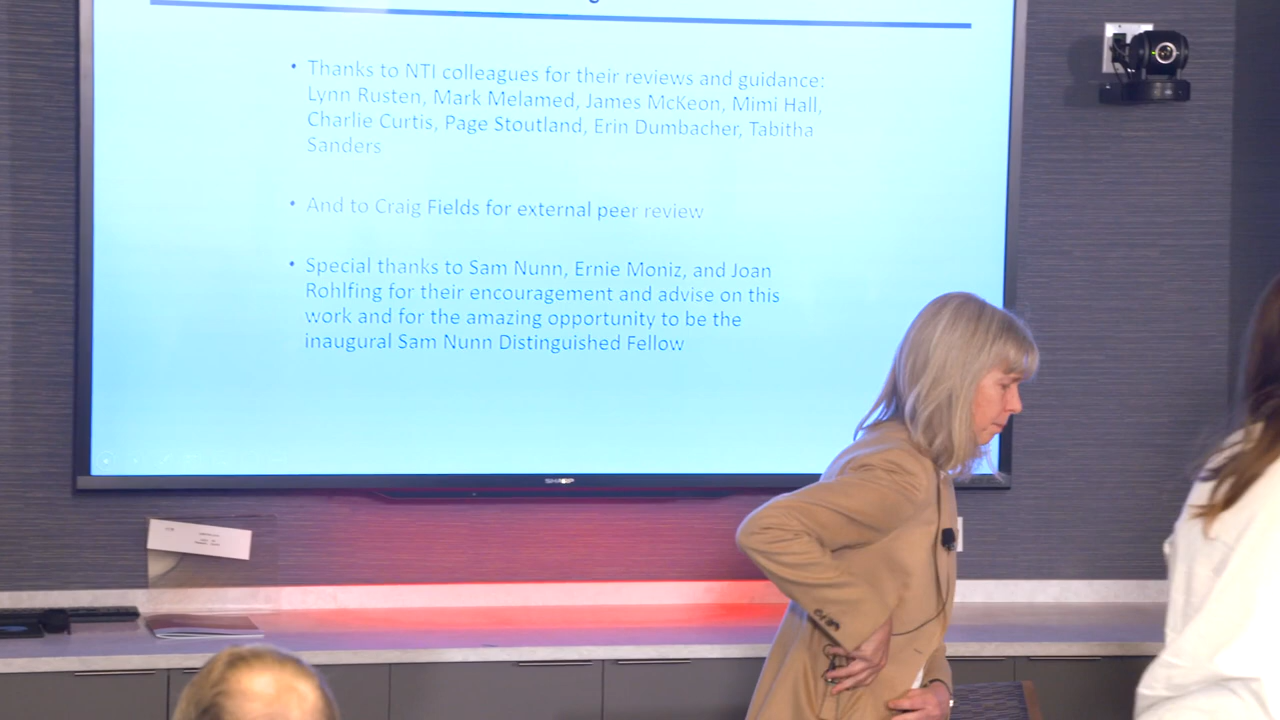 • Thanks to NTI colleagues for their reviews and guidance:
Lynn Rusten, Mark Melamed, James McKeon, Mimi Hall,
Charlie Curtis, Page Stoutland, Erin Dumbacher, Tabitha
Sanders
• And to Craig Fields for external peer review
• Special thanks to Sam Nunn, Ernie Moniz, and Joan
Rohlfing for their encouragement and advise on this
work and for the amazing opportunity to be the
inaugural Sam Nunn Distinguished Fellow
SHARP